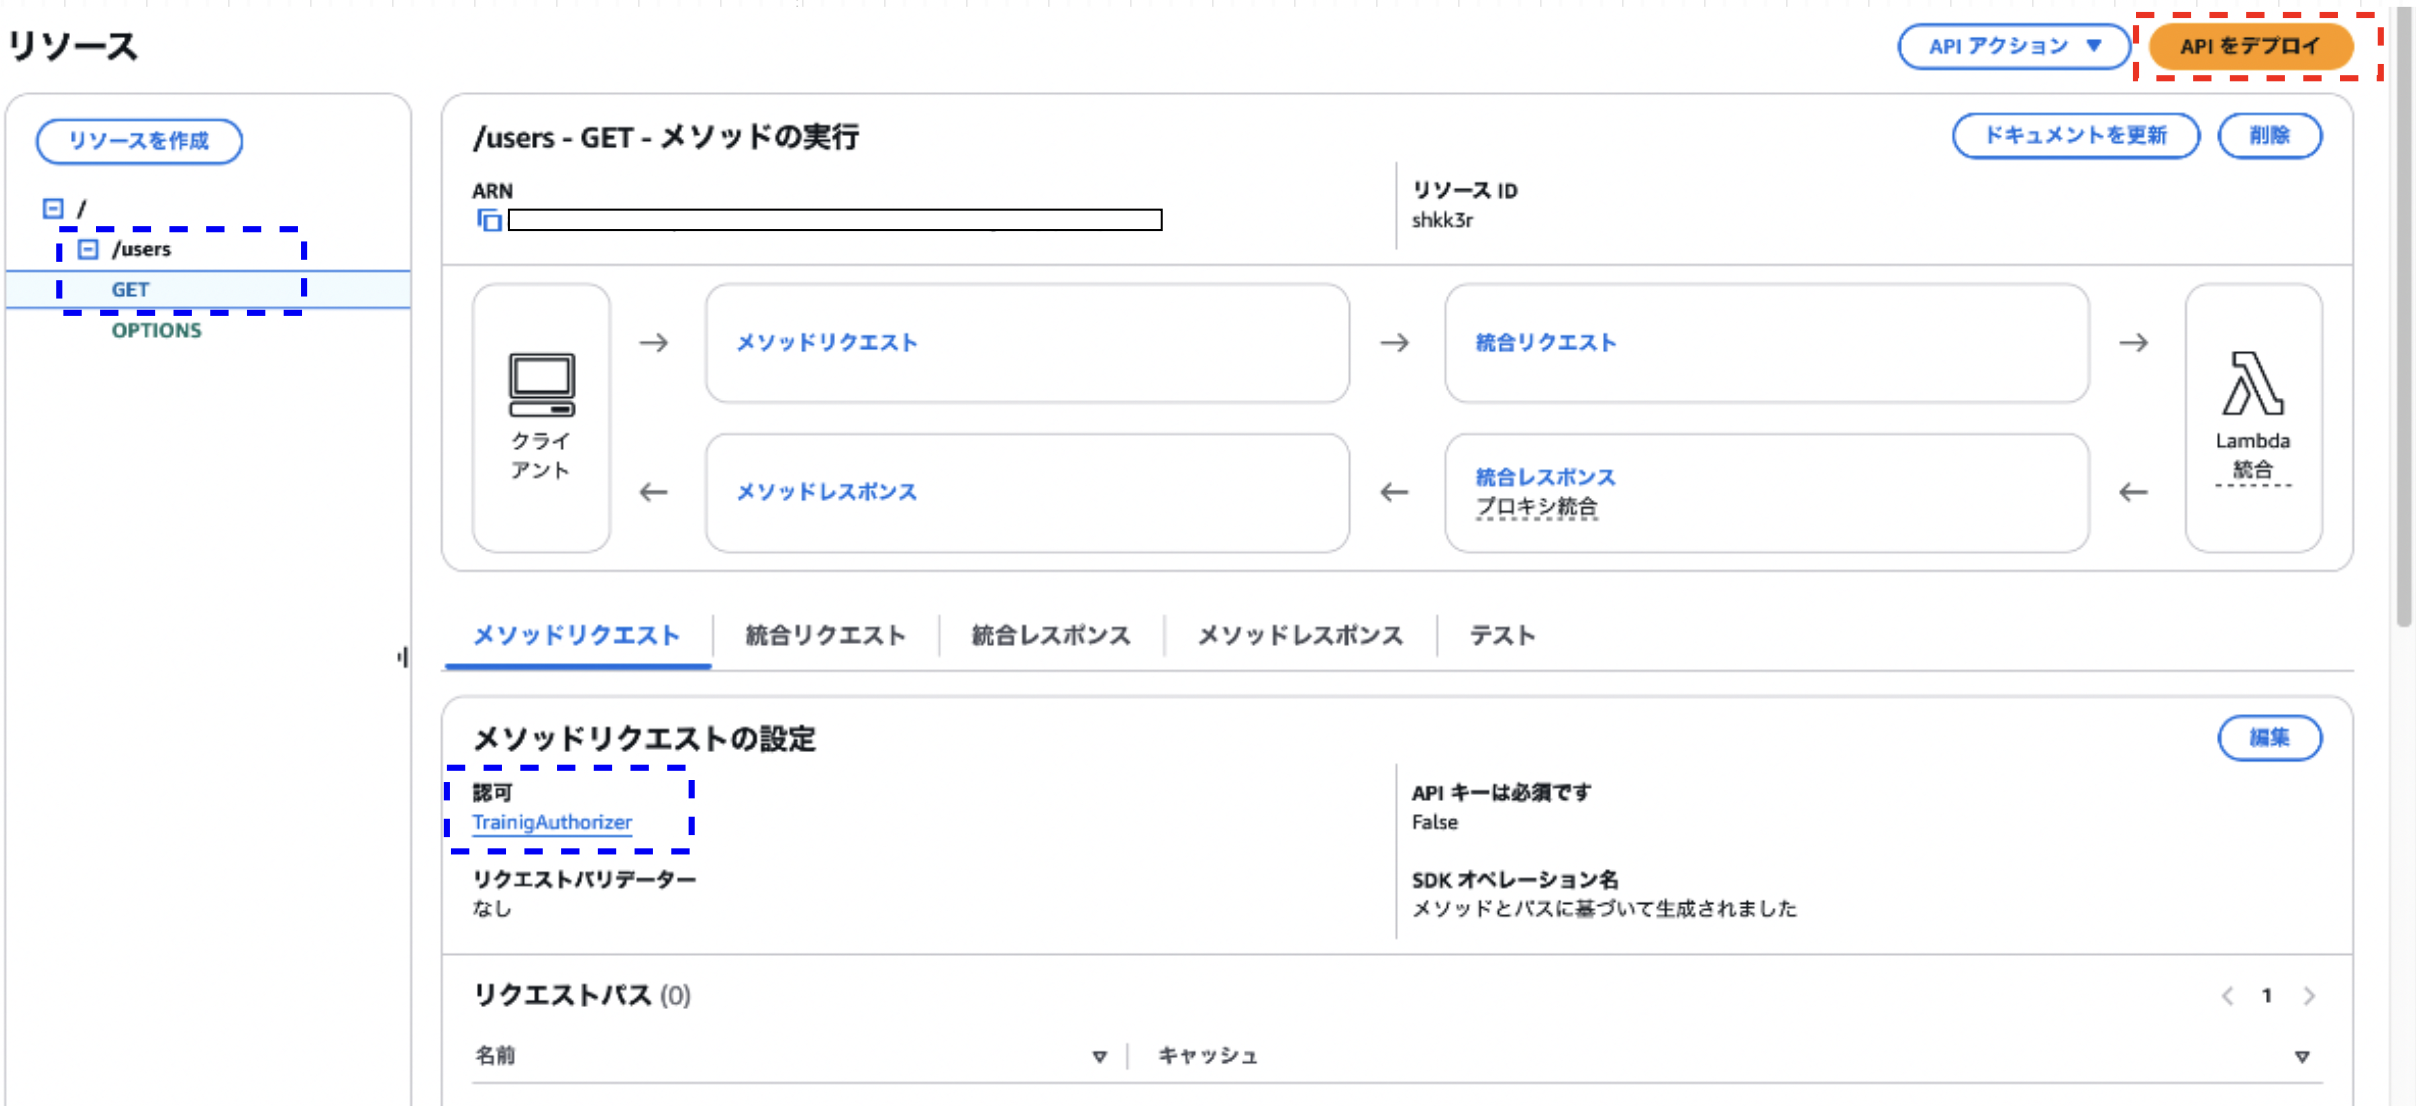 リソース
API アクション
API をデプロイ
リソースを作成
/
/users
GET
OPTIONS
/users - GET - メソッドの実行
ドキュメントを更新
削除
ARN
リソース ID
shkk3r
クライ
アント
メソッドリクエスト
統合リクエスト
メソッドレスポンス
統合レスポンス
プロキシ統合
Lambda
統合
メソッドリクエスト
統合リクエスト
統合レスポンス
メソッドレスポンス
テスト
メソッドリクエストの設定
編集
認可
TrainigAuthorizer
API キーは必須です
False
リクエストバリデーター
なし
SDK オペレーション名
メソッドとパスに基づいて生成されました
リクエストパス (0)
1
名前
キャッシュ